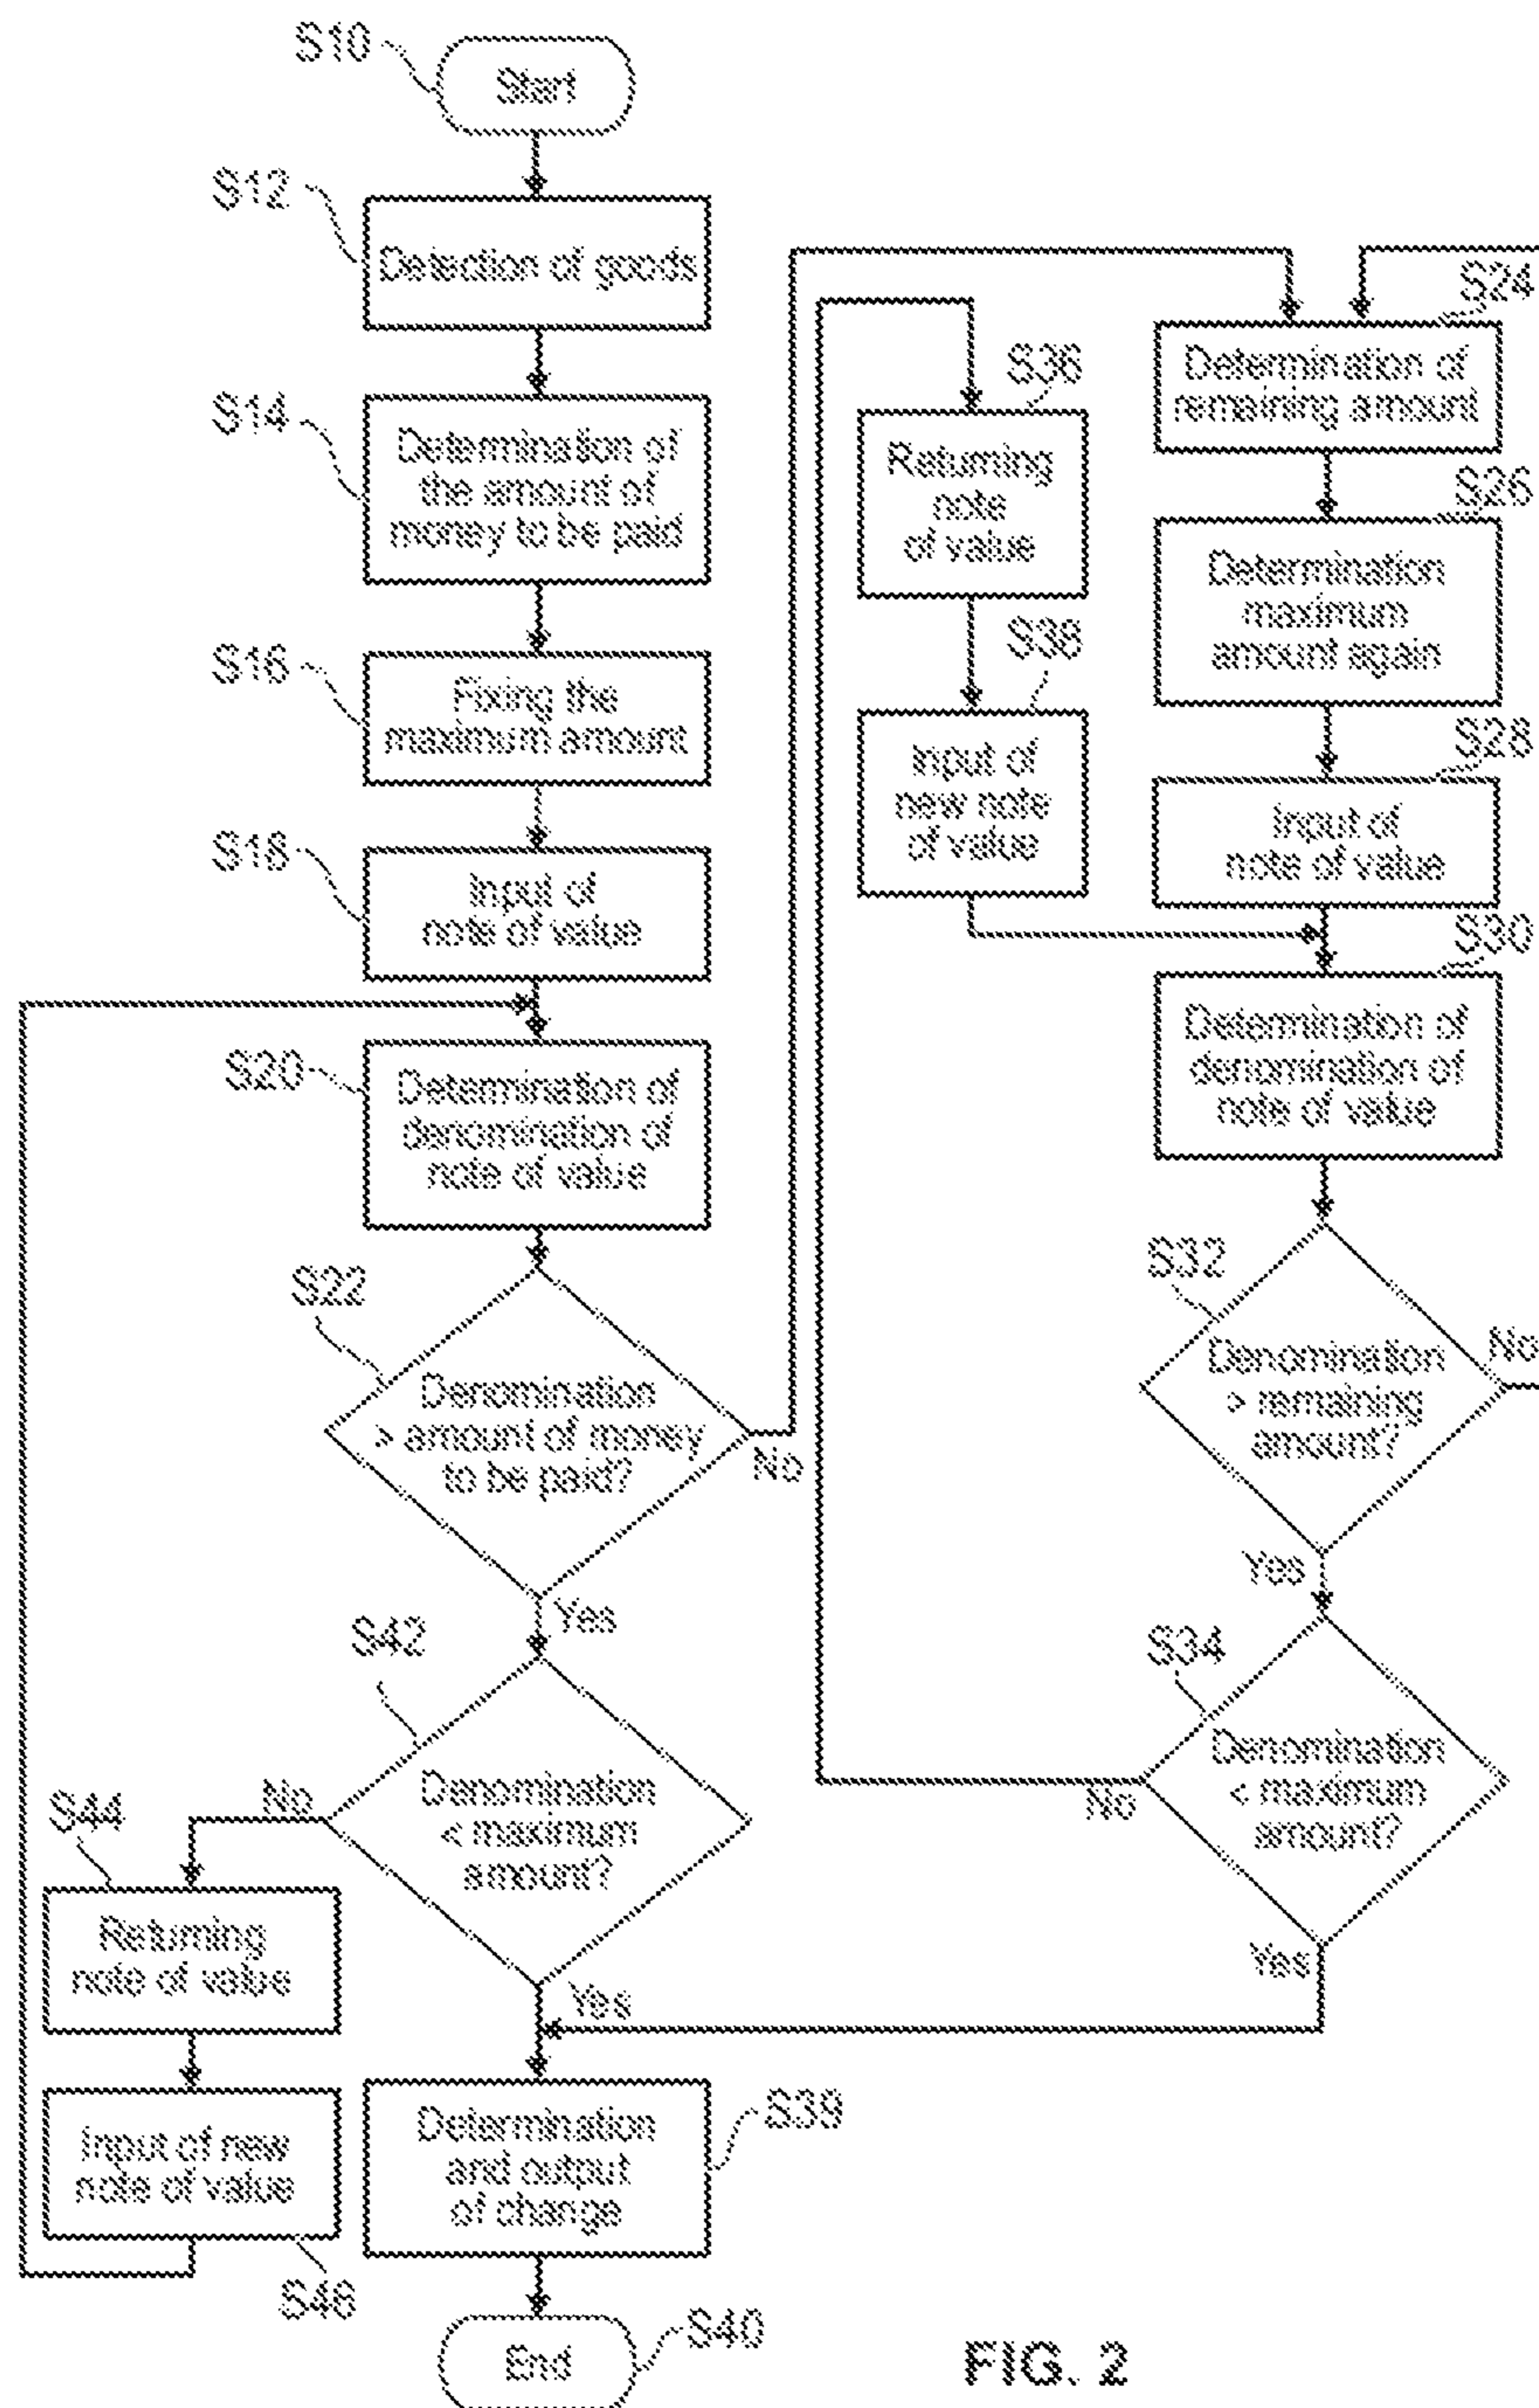 S10
Start
S12
Detection of goods
S14
Determination of
the amount of
money to be paid
S16
Fixing the
maximum amount
S18
Input of
note of value
S20
Determination of
denomination of
note of value
S22
Denomination
> amount of money
to be paid?
No
Yes
S42
Denomination
< maximum
amount?
No
Yes
S44
Returning
note of value
Input of new
note of value
S46
Determination
and output
of change
S39
End
S40
S36
Returning
note
of value
S38
Input of
new note
of value
S24
Determination of
remaining amount
S26
Determination
maximum
amount again
S28
Input of
note of value
S30
Determination of
denomination of
note of value
S32
Denomination
> remaining
amount?
No
Yes
S34
Denomination
< maximum
amount?
No
Yes
FIG. 2